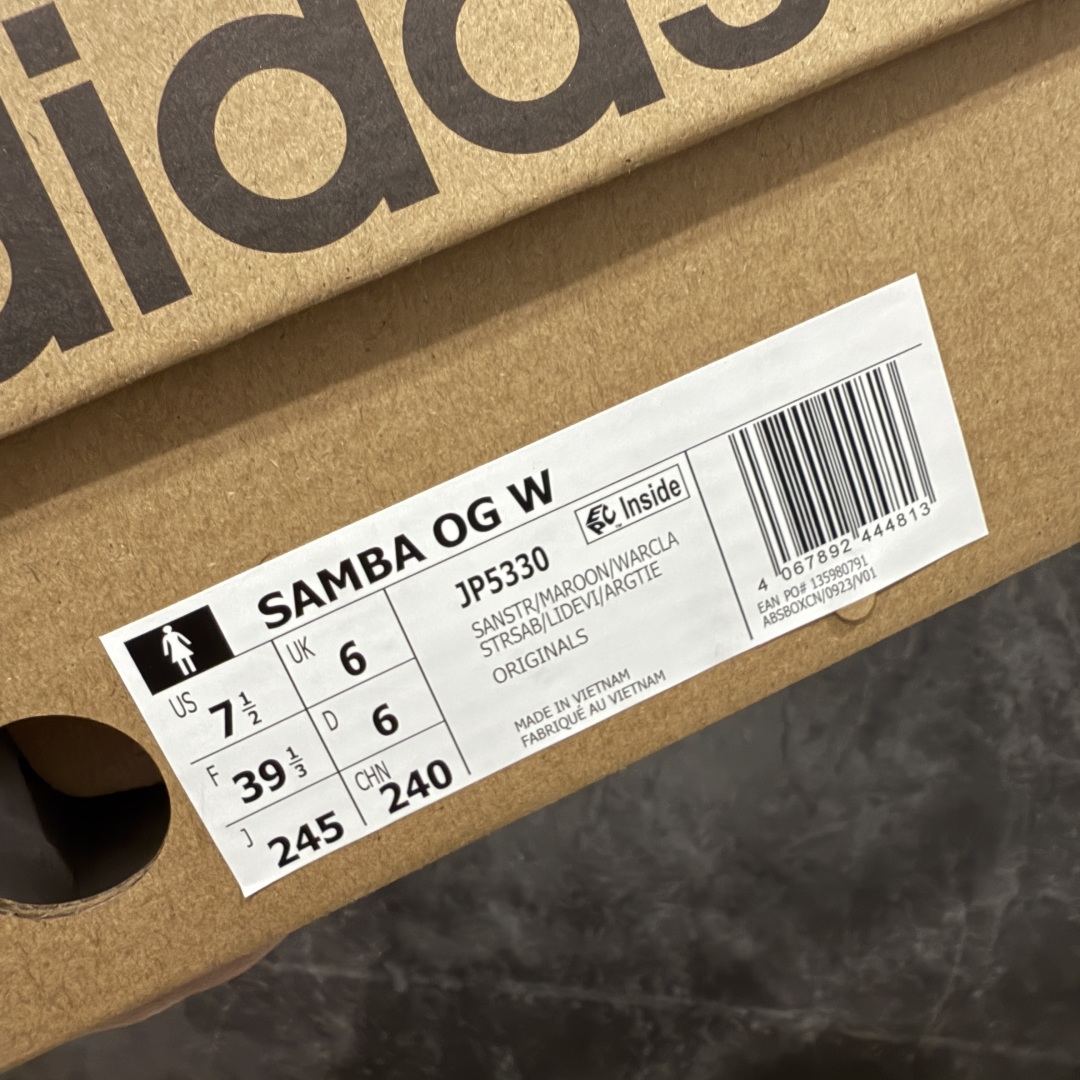 adidas
SAMBA OG W
US 7 1/2
UK 6
F 39 1/3
D 6
J 245
CHN 240
JP5330
EPC™ Inside
SANSTR/MAROON/WARCLA
STRSAB/LIDEVI/ARGTIE
ORIGINALS
MADE IN VIETNAM
FABRIQUÉ AU VIETNAM
4 067892 444813
EAN PO# 135980791
ABSBOXCN/0923/V01